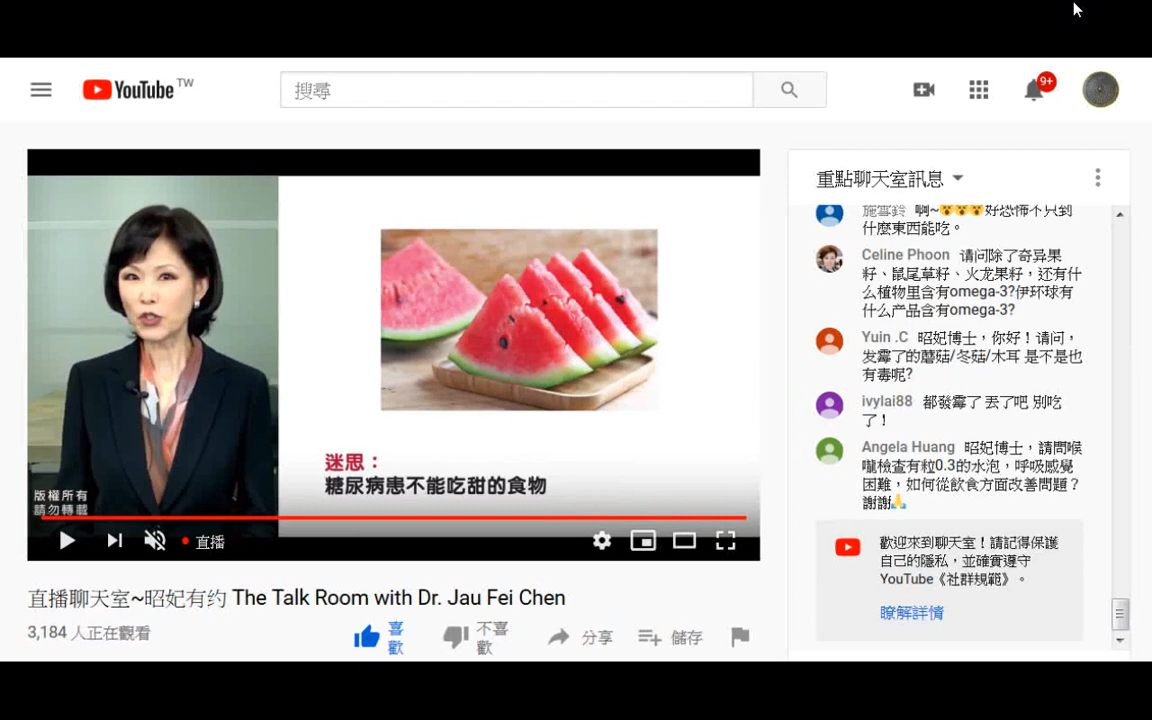 YouTube TW
搜尋
9+
迷思：
糖尿病患不能吃甜的食物
版權所有
請勿轉載
直播
直播聊天室~昭妃有约 The Talk Room with Dr. Jau Fei Chen
3,184 人正在觀看
喜歡
不喜歡
分享
儲存
重點聊天室訊息
施雪鈴 啊~😮😮😮好恐怖不只到
什麼東西能吃。
Celine Phoon 请问除了奇异果
籽、鼠尾草籽、火龙果籽，还有什
么植物里含有omega-3?伊环球有
什么产品含有omega-3?
Yuin .C 昭妃博士，你好！请问，
发霉了的蘑菇/冬菇/木耳 是不是也
有毒呢?
ivylai88 都發霉了 丟了吧 別吃
了！
Angela Huang 昭妃博士，請問喉
嚨檢查有粒0.3的水泡，呼吸感覺
困難，如何從飲食方面改善問題？
謝謝🙏
歡迎來到聊天室！請記得保護
自己的隱私，並確實遵守
YouTube《社群規範》。
瞭解詳情